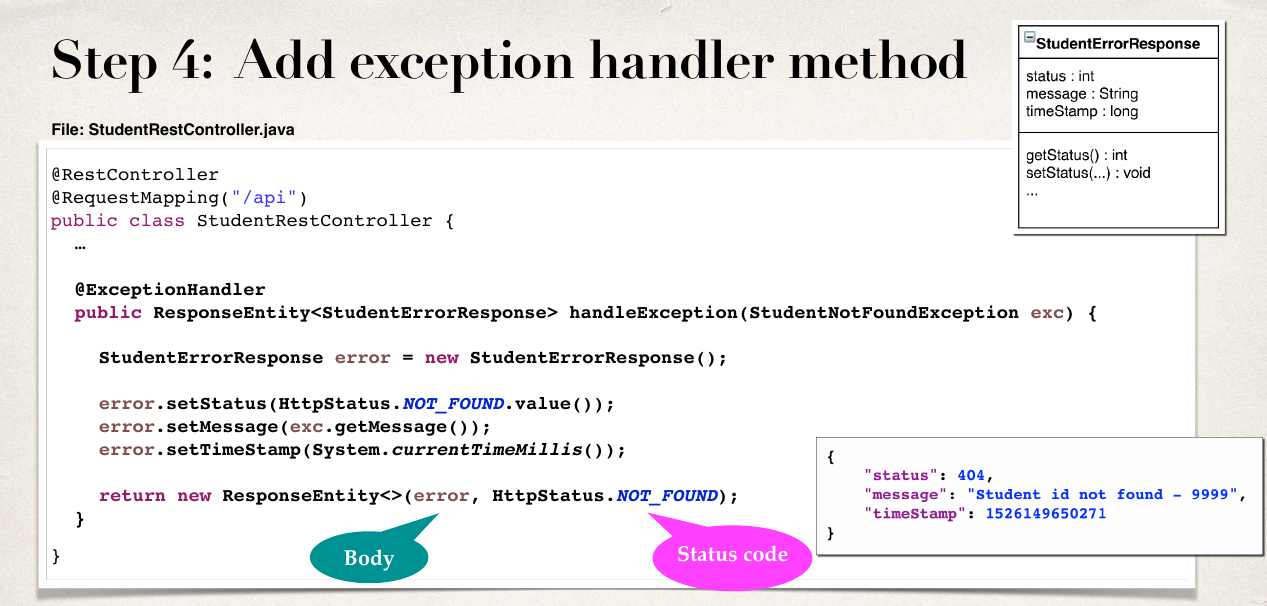 Step 4: Add exception handler method
File: StudentRestController.java
@RestController
@RequestMapping("/api")
public class StudentRestController {
…
@ExceptionHandler
public ResponseEntity<StudentErrorResponse> handleException(StudentNotFoundException exc) {
StudentErrorResponse error = new StudentErrorResponse();
error.setStatus(HttpStatus.NOT_FOUND.value());
error.setMessage(exc.getMessage());
error.setTimeStamp(System.currentTimeMillis());
return new ResponseEntity<>(error, HttpStatus.NOT_FOUND);
}
}
Body
Status code
StudentErrorResponse
status : int
message : String
timeStamp : long
getStatus() : int
setStatus(...) : void
...
{
"status": 404,
"message": "Student id not found - 9999",
"timeStamp": 1526149650271
}